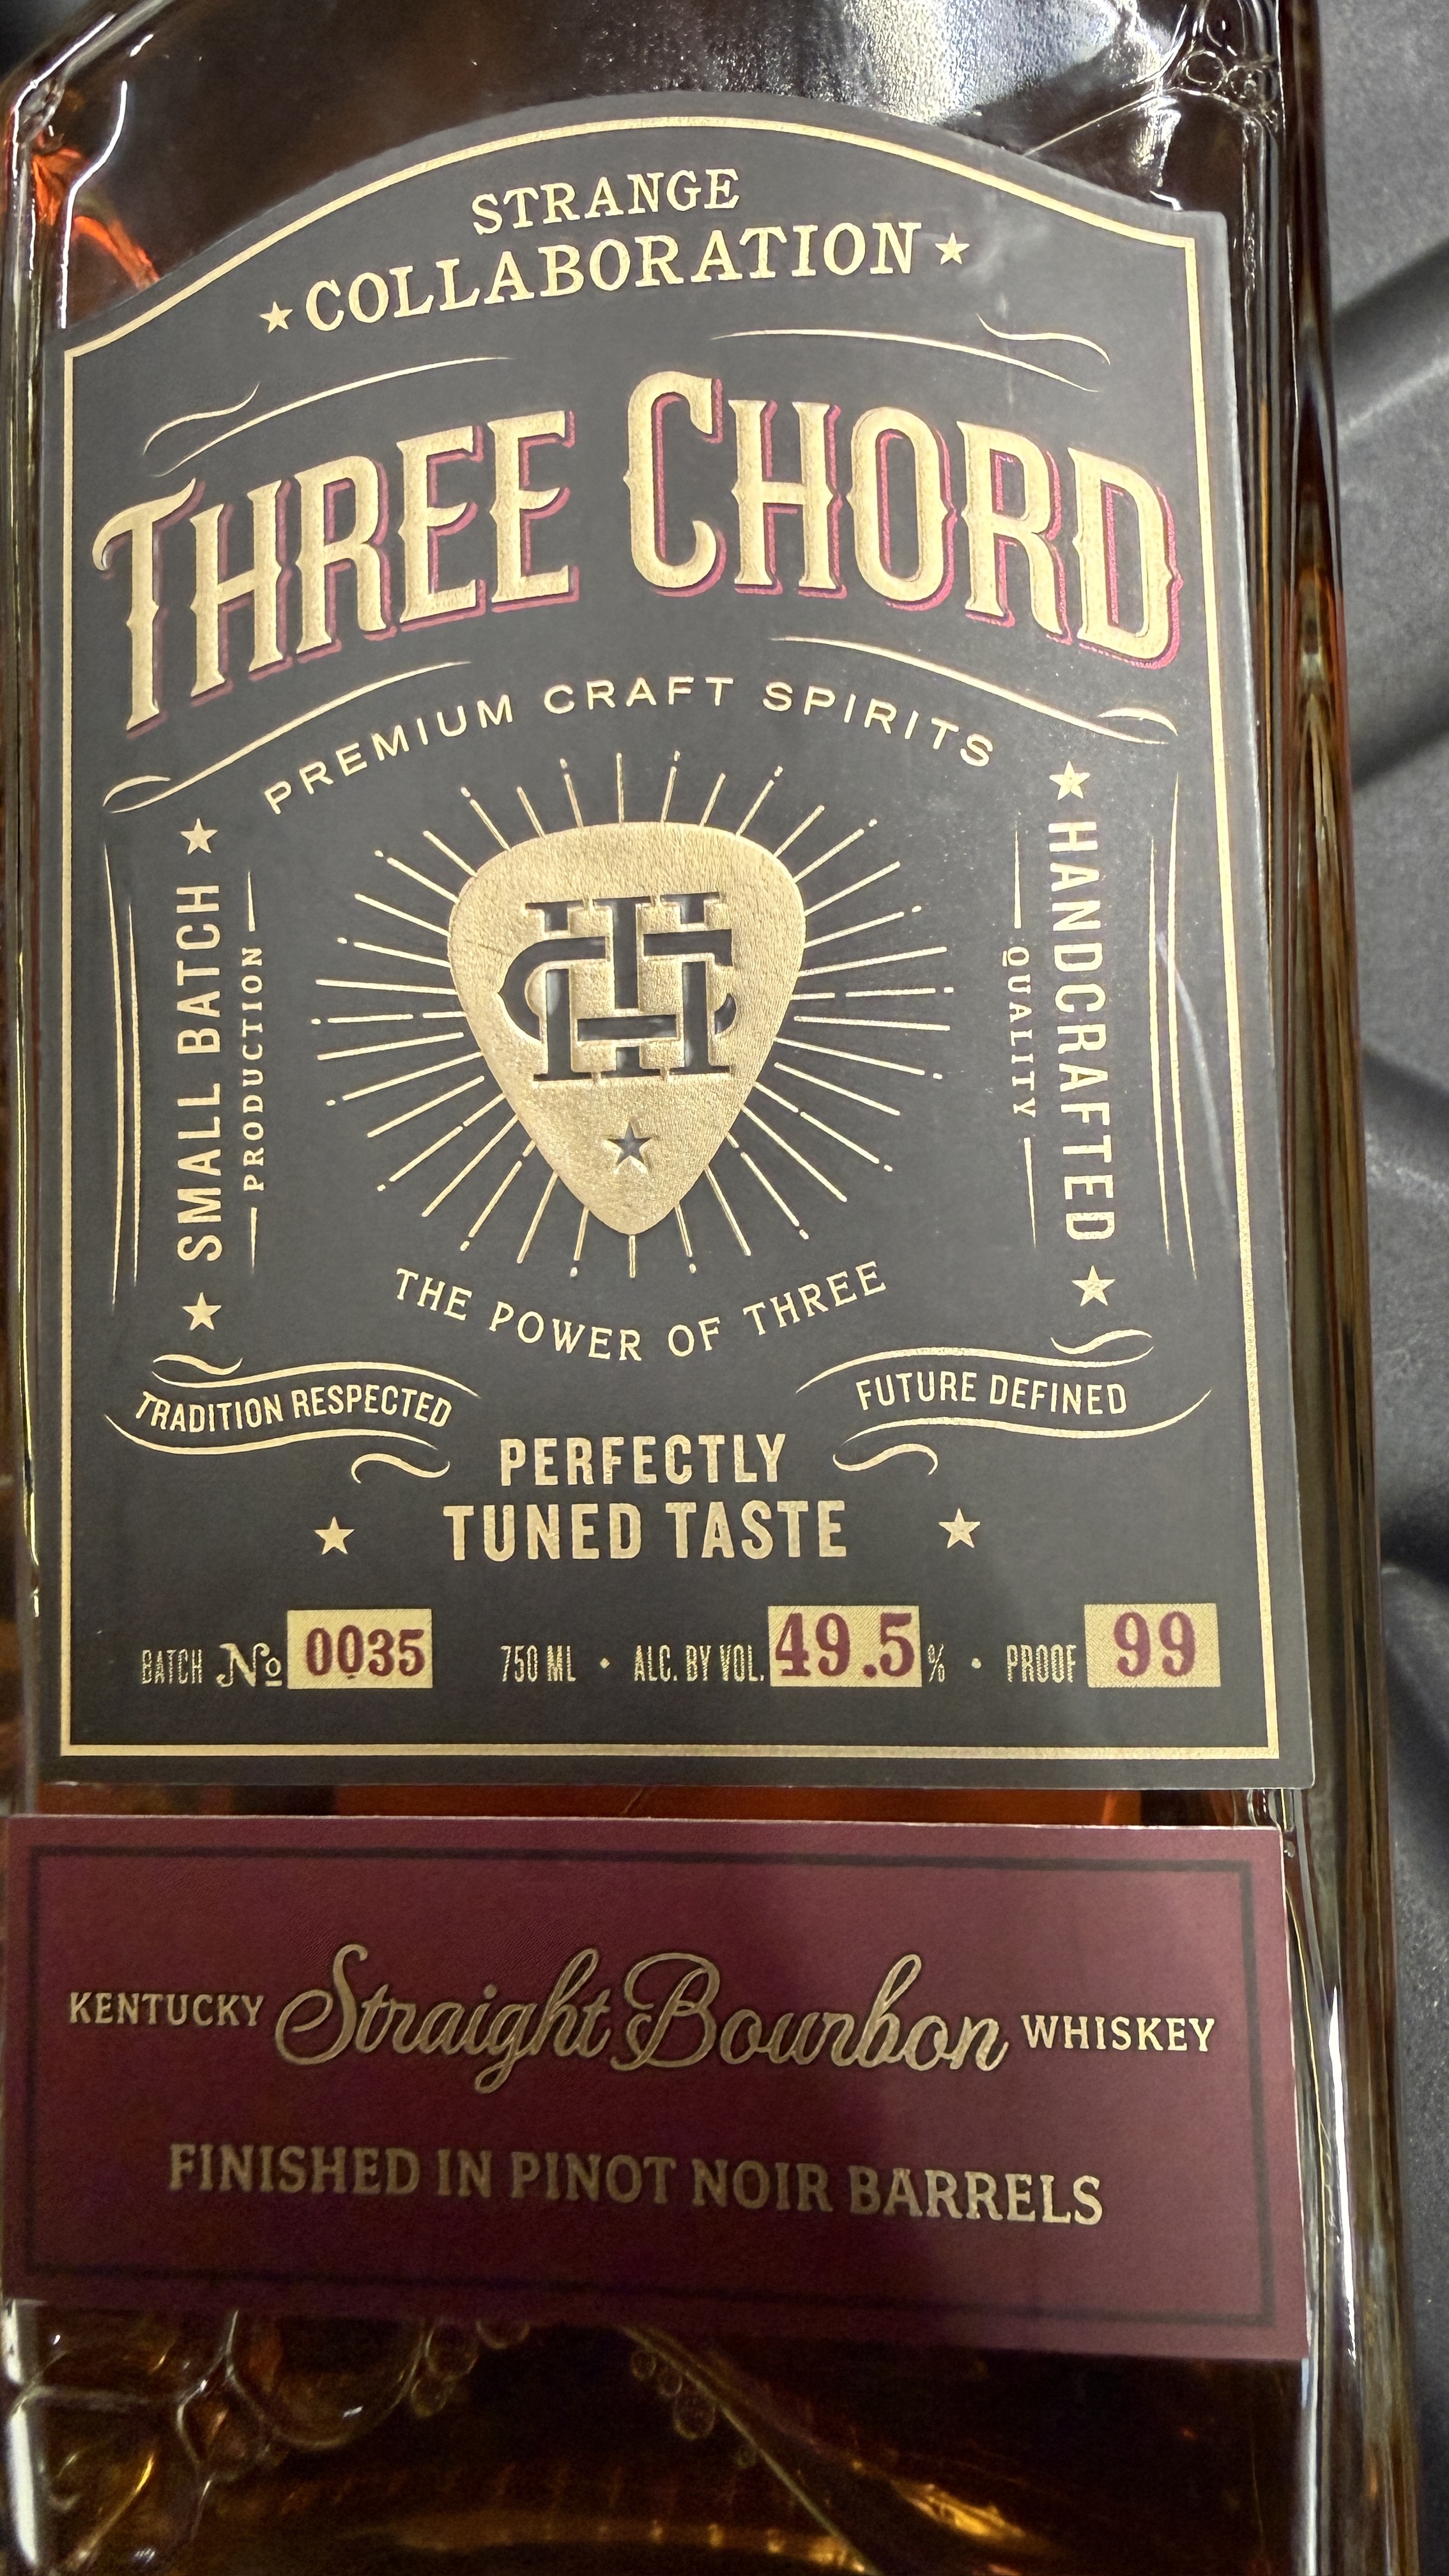 STRANGE
COLLABORATION
THREE CHORD
PREMIUM CRAFT SPIRITS
SMALL BATCH
PRODUCTION
HANDCRAFTED
QUALITY
THE POWER OF THREE
TRADITION RESPECTED
FUTURE DEFINED
PERFECTLY
TUNED TASTE
BATCH No 0035 750 ML • ALC. BY VOL. 49.5% • PROOF 99
KENTUCKY Straight Bourbon WHISKEY
FINISHED IN PINOT NOIR BARRELS